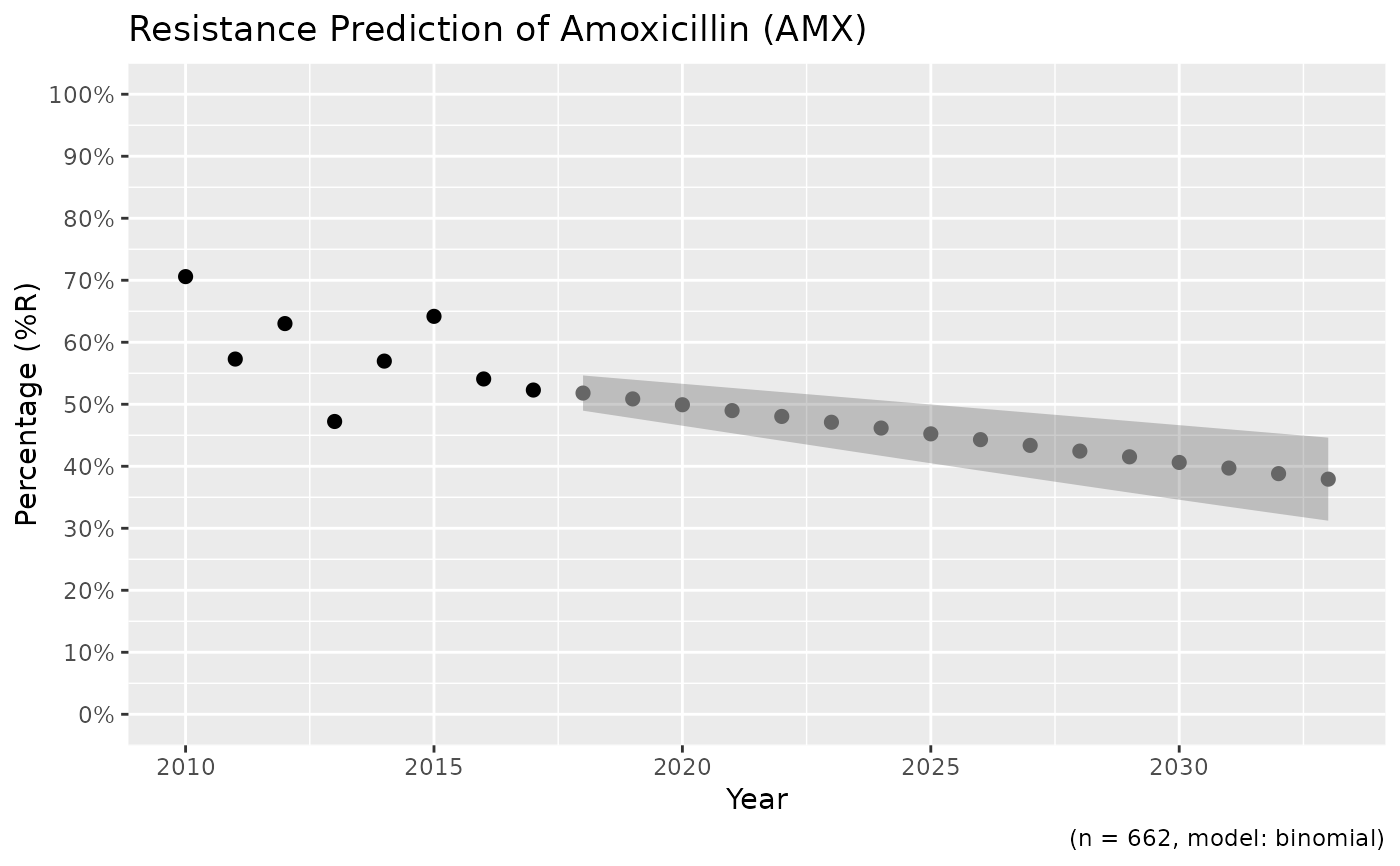 Resistance Prediction of Amoxicillin (AMX)
Percentage (%R)
100%
90%
80%
70%
60%
50%
40%
30%
20%
10%
0%
2010 2015 2020 2025 2030
Year
(n = 662, model: binomial)